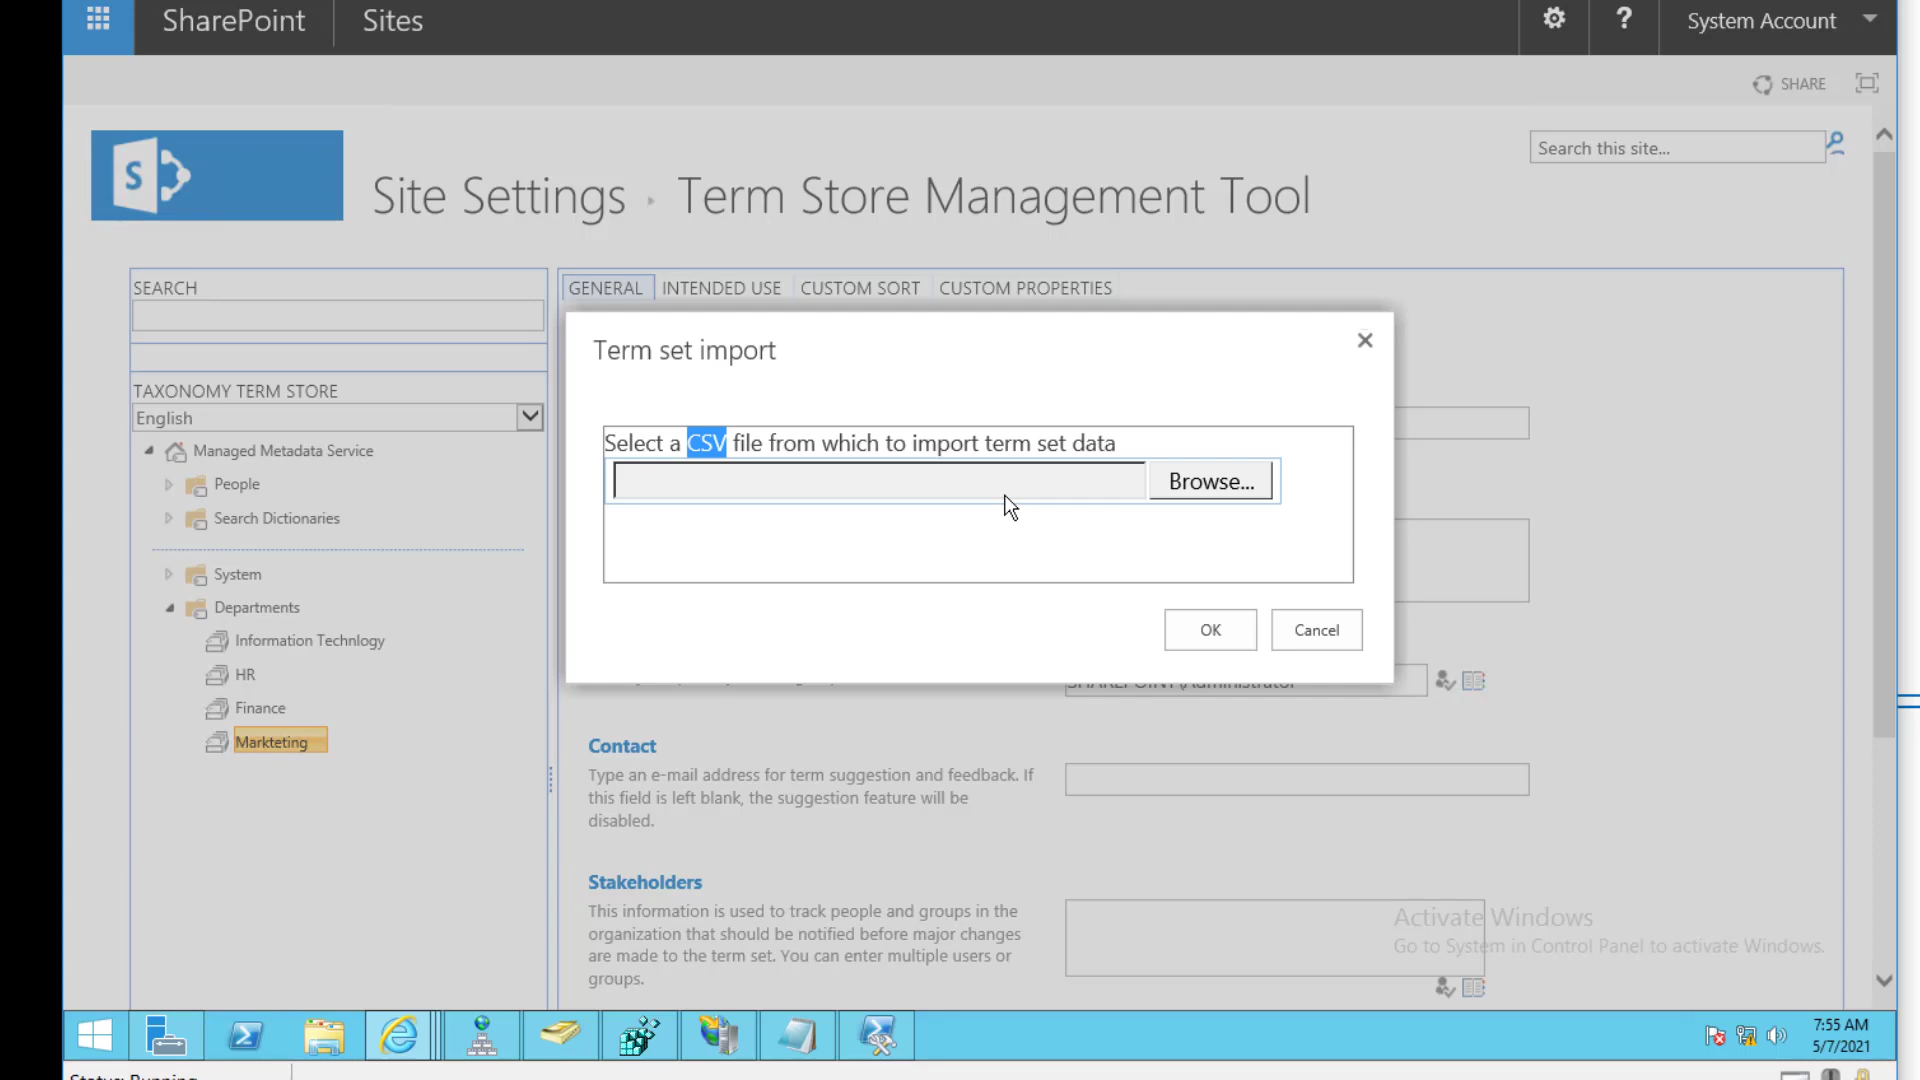 SharePoint
Sites
?
System Account
SHARE
S
Search this site...
Site Settings ▸ Term Store Management Tool
SEARCH
GENERAL
INTENDED USE
CUSTOM SORT
CUSTOM PROPERTIES
Term set import
TAXONOMY TERM STORE
English
Managed Metadata Service
People
Search Dictionaries
System
Departments
Information Technlogy
HR
Finance
Markteting
Select a CSV file from which to import term set data
Browse...
OK
Cancel
SHAREPOINT\Administrator
Contact
Type an e-mail address for term suggestion and feedback. If
this field is left blank, the suggestion feature will be
disabled.
Stakeholders
This information is used to track people and groups in the
organization that should be notified before major changes
are made to the term set. You can enter multiple users or
groups.
Activate Windows
Go to System in Control Panel to activate Windows.
7:55 AM
5/7/2021
Status: Running